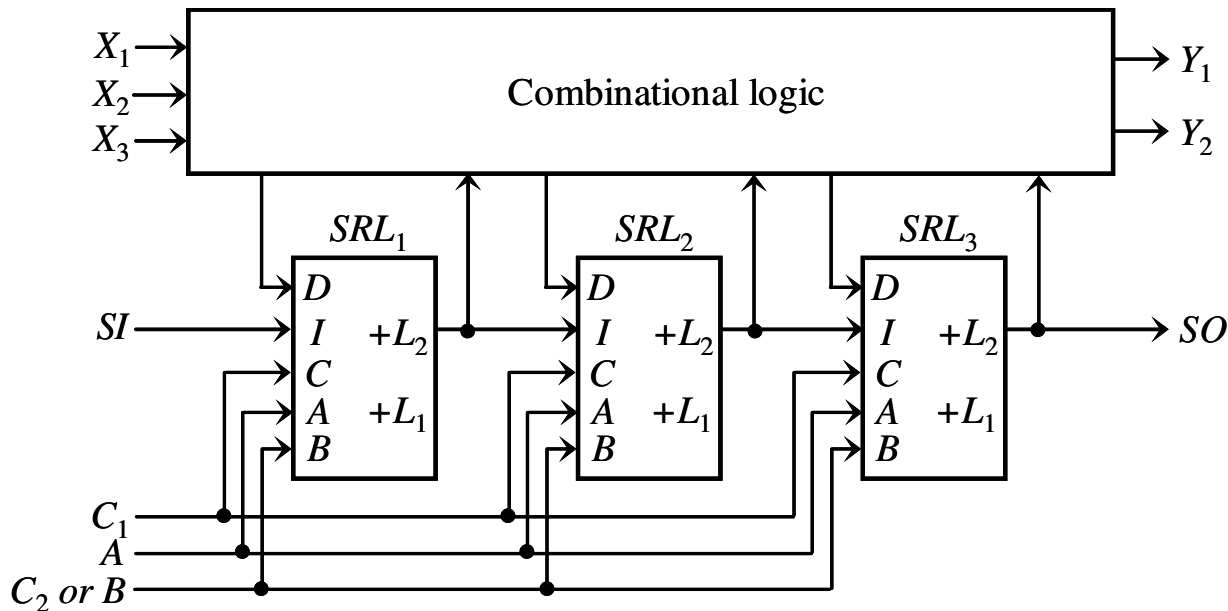 X1
X2
X3
Combinational logic
Y1
Y2
SRL1
SRL2
SRL3
D
D
D
SI
I
+L2
I
+L2
I
+L2
SO
C
C
C
A
+L1
A
+L1
A
+L1
B
B
B
C1
A
C2 or B